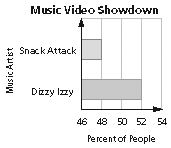 Music Video Showdown
Music Artist
Snack Attack
Dizzy Izzy
46 48 50 52 54
Percent of People